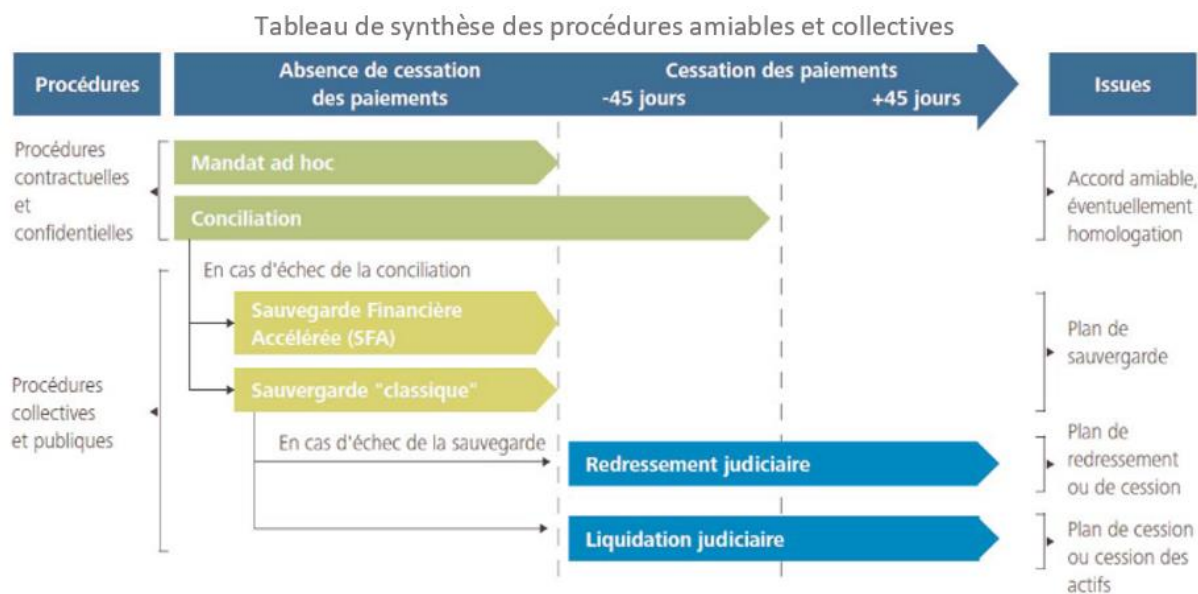 Tableau de synthèse des procédures amiables et collectives
Procédures
Absence de cessation
des paiements
Cessation des paiements
-45 jours
+45 jours
Issues
Procédures
contractuelles
et
confidentielles
Mandat ad hoc
Conciliation
Accord amiable,
éventuellement
homologation
En cas d'échec de la conciliation
Sauvegarde Financière
Accélérée (SFA)
Sauvergarde "classique"
Plan de
sauvergarde
Procédures
collectives
et publiques
En cas d'échec de la sauvegarde
Redressement judiciaire
Plan de
redressement
ou de cession
Liquidation judiciaire
Plan de cession
ou cession des
actifs